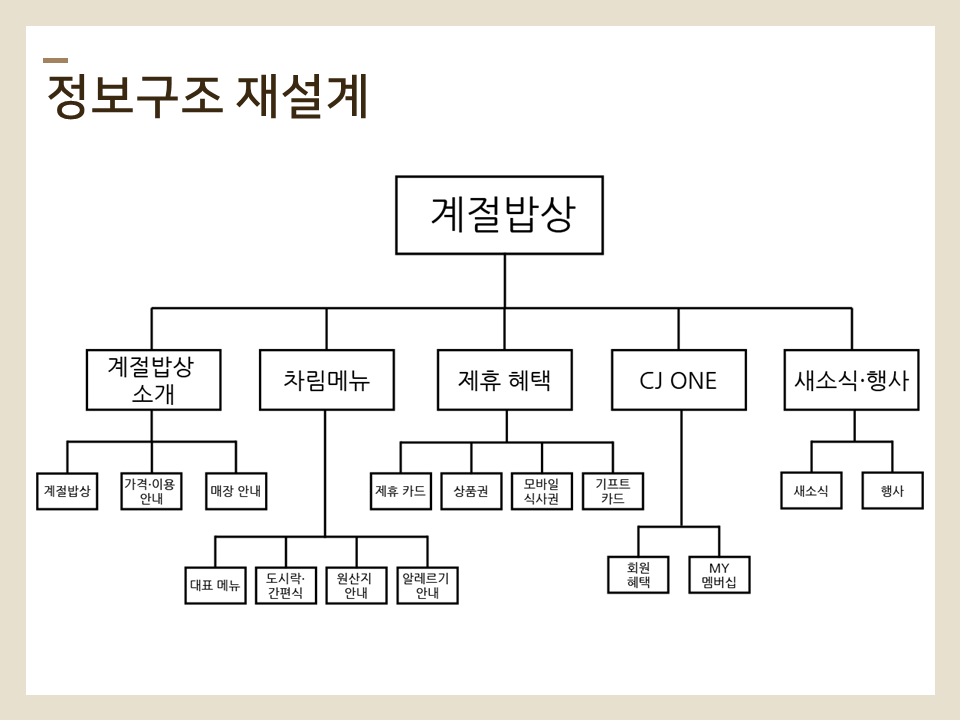 정보구조 재설계
계절밥상
계절밥상
소개
차림메뉴
제휴 혜택
CJ ONE
새소식·행사
계절밥상
가격·이용
안내
매장 안내
제휴 카드
상품권
모바일
식사권
기프트
카드
새소식
행사
대표 메뉴
도시락·
간편식
원산지
안내
알레르기
안내
회원
혜택
MY
멤버십